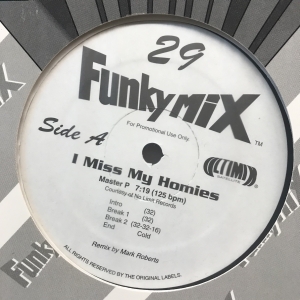 29
FunkyMiX
TM
Side A
For Promotional Use Only
I Miss My Homies
Master P 7:19 (125 bpm)
Courtesy of No Limit Records
Intro (32)
Break 1 (32)
Break 2 (32-32-16)
End Cold
Remix by Mark Roberts
ALL RIGHTS RESERVED BY THE ORIGINAL LABELS.